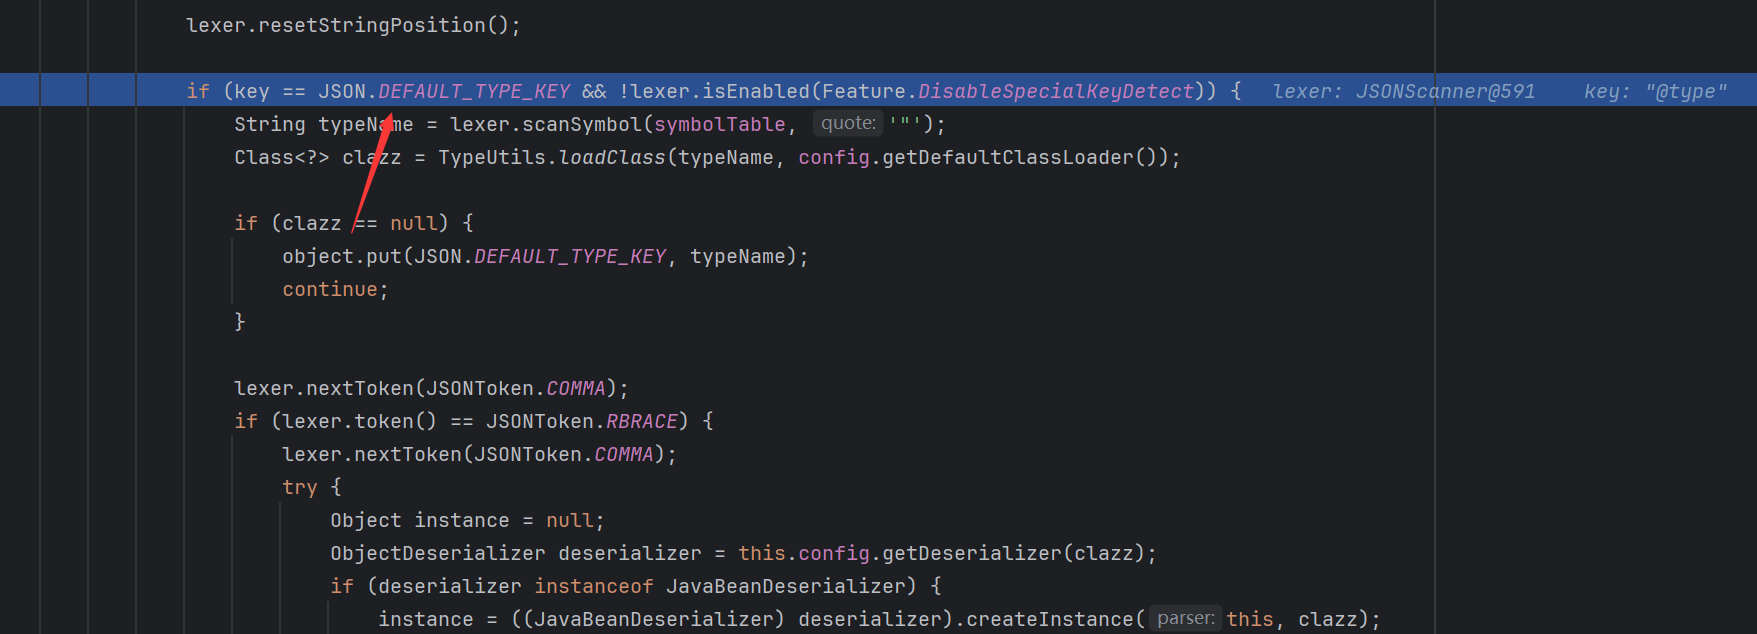 lexer.resetStringPosition();
if (key == JSON.DEFAULT_TYPE_KEY && !lexer.isEnabled(Feature.DisableSpecialKeyDetect)) {   lexer: JSONScanner@591    key: "@type"
String typeName = lexer.scanSymbol(symbolTable, quote: '"');
Class<?> clazz = TypeUtils.loadClass(typeName, config.getDefaultClassLoader());
if (clazz == null) {
object.put(JSON.DEFAULT_TYPE_KEY, typeName);
continue;
}
lexer.nextToken(JSONToken.COMMA);
if (lexer.token() == JSONToken.RBRACE) {
lexer.nextToken(JSONToken.COMMA);
try {
Object instance = null;
ObjectDeserializer deserializer = this.config.getDeserializer(clazz);
if (deserializer instanceof JavaBeanDeserializer) {
instance = ((JavaBeanDeserializer) deserializer).createInstance( parser: this, clazz);